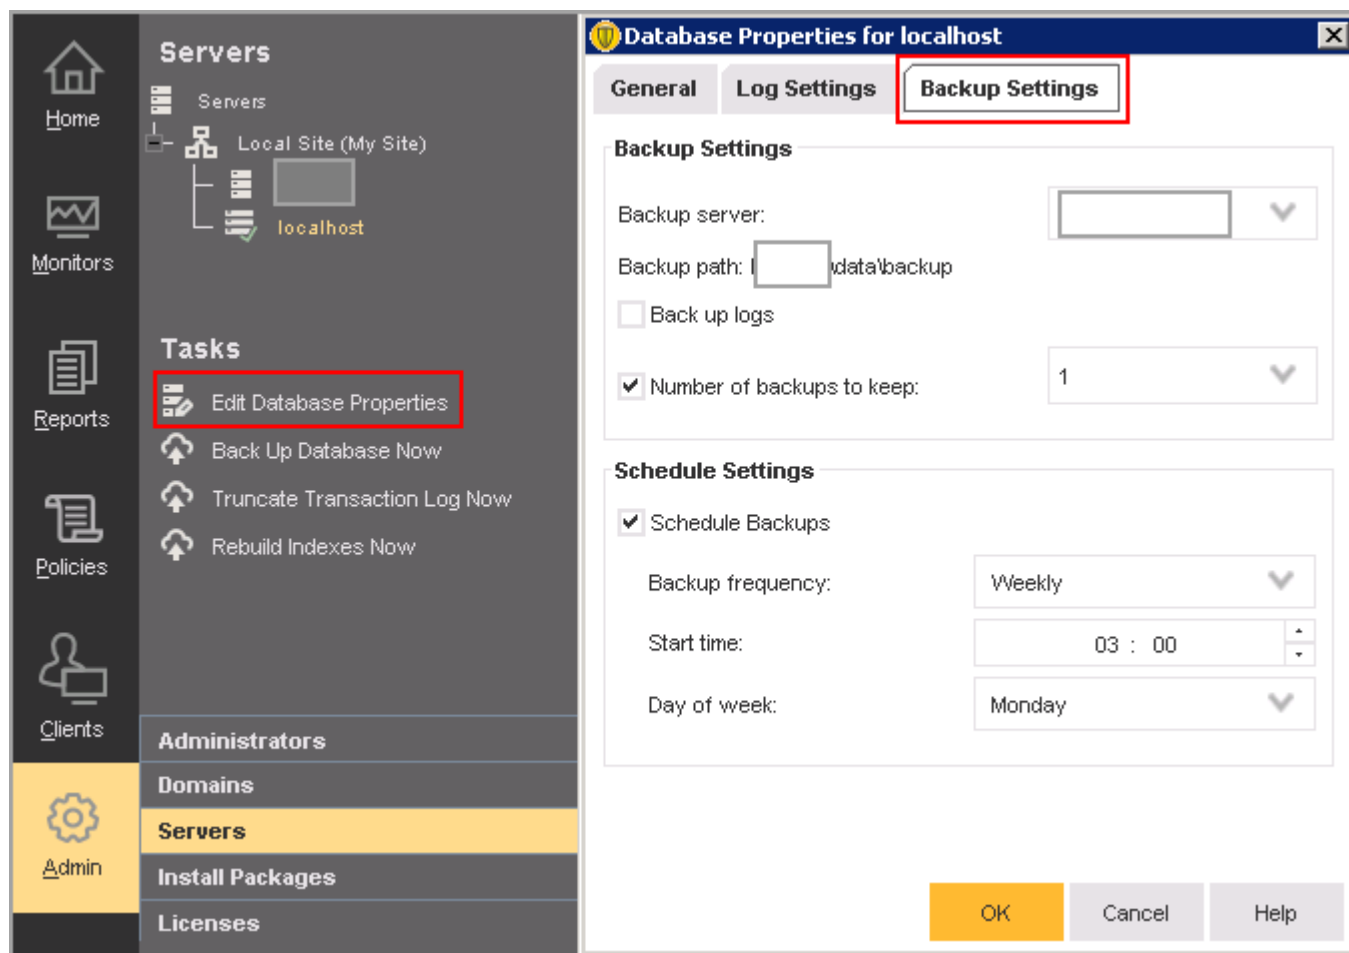 Home
Monitors
Reports
Policies
Clients
Admin
Servers
Servers
Local Site (My Site)
localhost
Tasks
Edit Database Properties
Back Up Database Now
Truncate Transaction Log Now
Rebuild Indexes Now
Administrators
Domains
Servers
Install Packages
Licenses
Database Properties for localhost
General Log Settings Backup Settings
Backup Settings
Backup server:
Backup path: \data\backup
Back up logs
Number of backups to keep: 1
Schedule Settings
Schedule Backups
Backup frequency: Weekly
Start time: 03 : 00
Day of week: Monday
OK Cancel Help